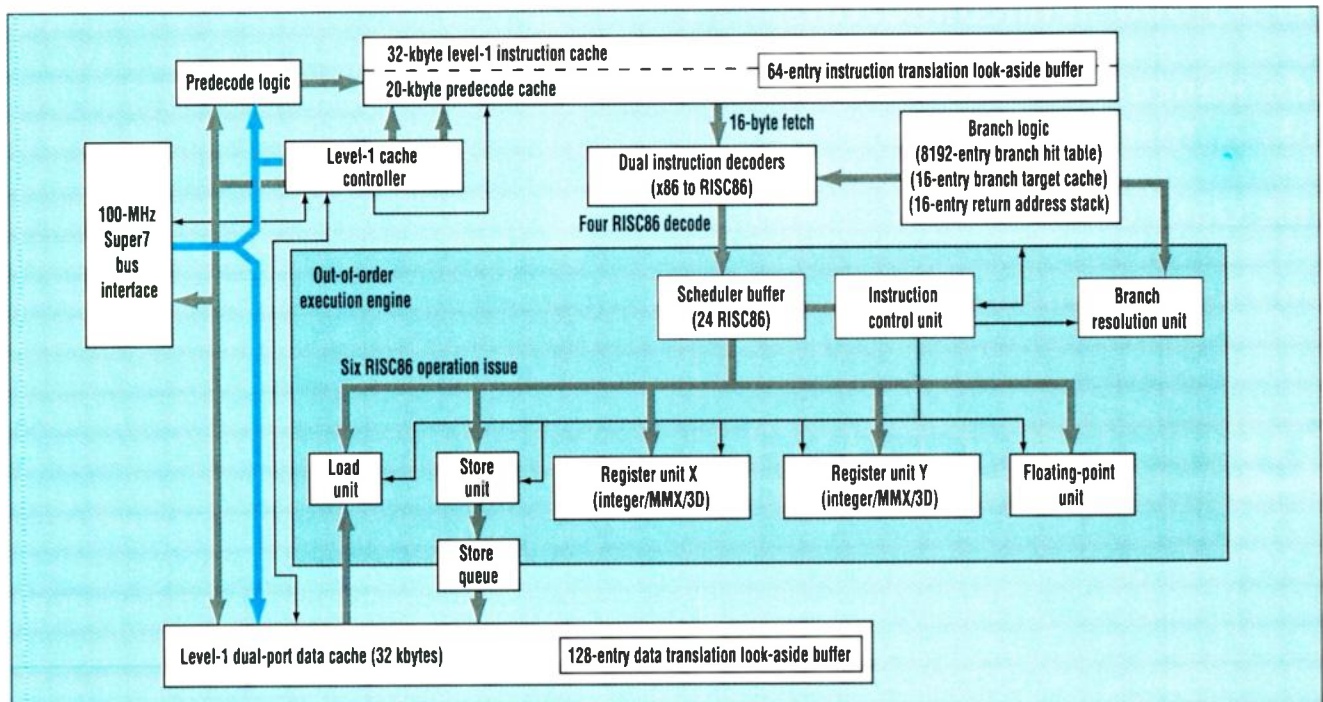 32-kbyte level-1 instruction cache
64-entry instruction translation look-aside buffer
20-kbyte predecode cache
Predecode logic
16-byte fetch
Level-1 cache
controller
Dual instruction decoders
(x86 to RISC86)
Branch logic
(8192-entry branch hit table)
(16-entry branch target cache)
(16-entry return address stack)
100-MHz
Super7
bus
interface
Four RISC86 decode
Out-of-order
execution engine
Scheduler buffer
(24 RISC86)
Instruction
control unit
Branch
resolution unit
Six RISC86 operation issue
Load
unit
Store
unit
Register unit X
(integer/MMX/3D)
Register unit Y
(integer/MMX/3D)
Floating-point
unit
Store
queue
Level-1 dual-port data cache (32 kbytes)
128-entry data translation look-aside buffer